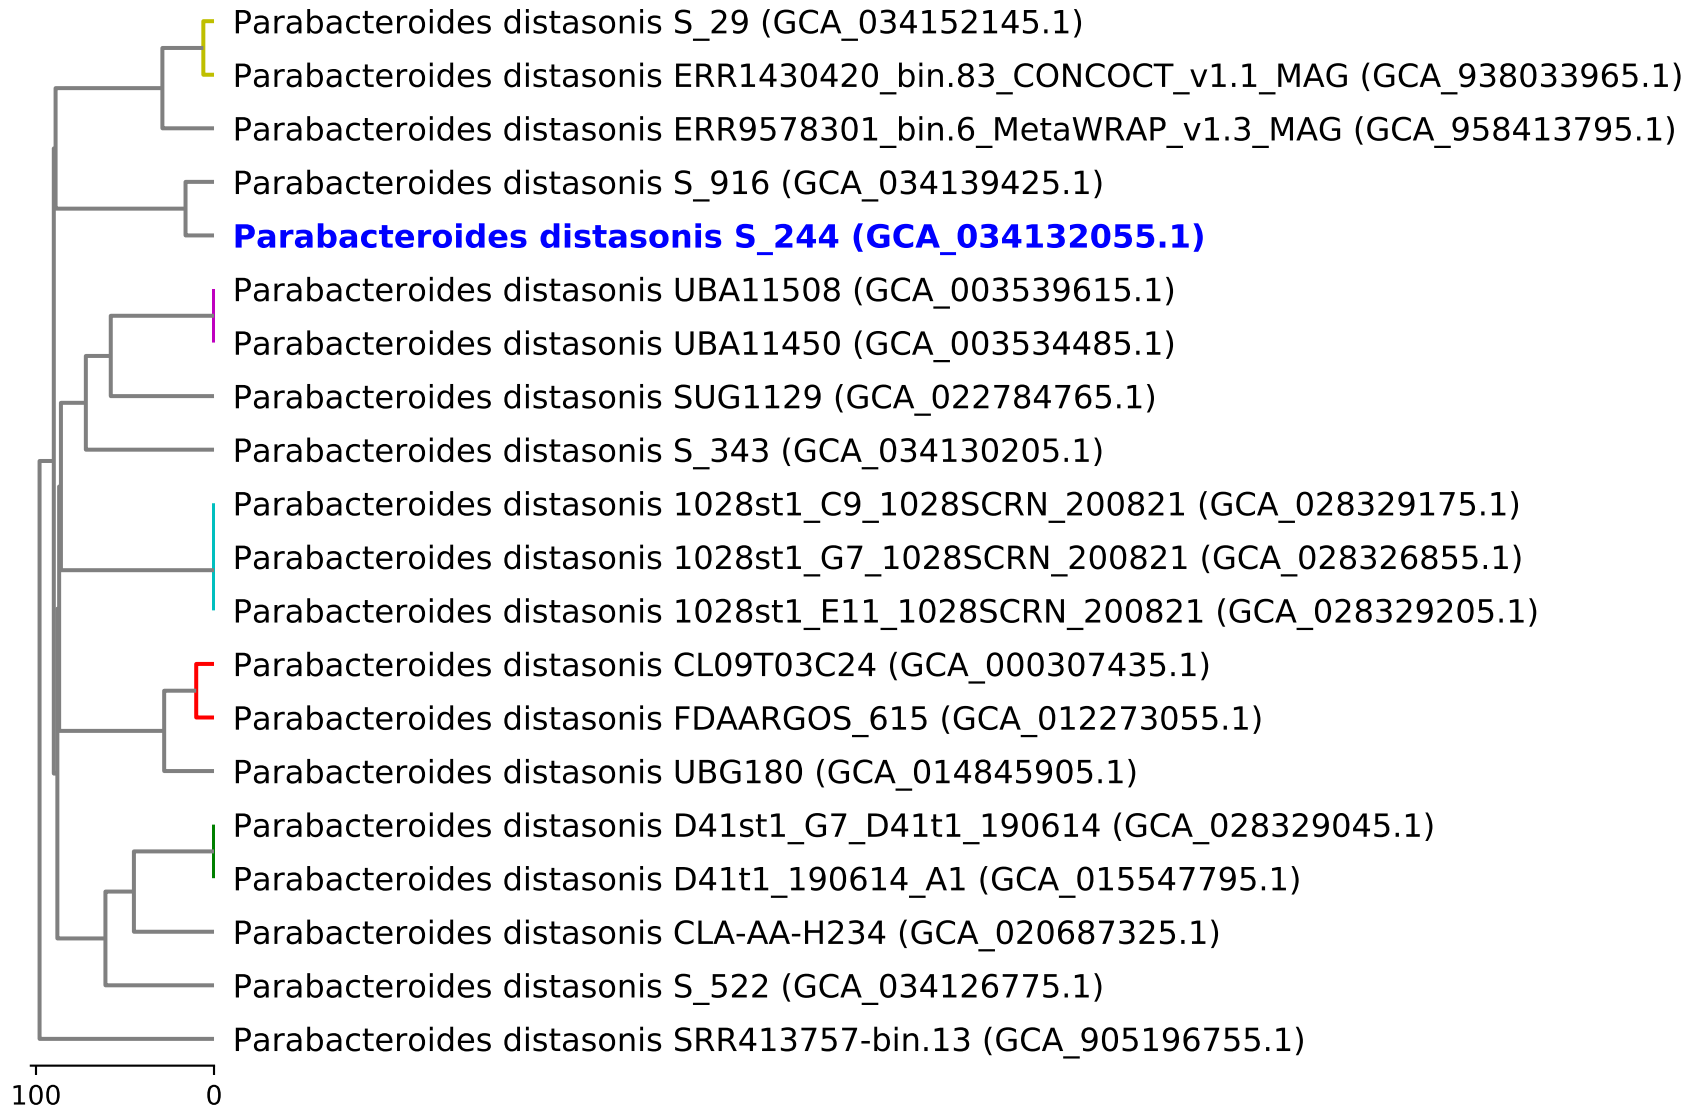 Parabacteroides distasonis S_29 (GCA_034152145.1)
Parabacteroides distasonis ERR1430420_bin.83_CONCOCT_v1.1_MAG (GCA_938033965.1)
Parabacteroides distasonis ERR9578301_bin.6_MetaWRAP_v1.3_MAG (GCA_958413795.1)
Parabacteroides distasonis S_916 (GCA_034139425.1)
Parabacteroides distasonis S_244 (GCA_034132055.1)
Parabacteroides distasonis UBA11508 (GCA_003539615.1)
Parabacteroides distasonis UBA11450 (GCA_003534485.1)
Parabacteroides distasonis SUG1129 (GCA_022784765.1)
Parabacteroides distasonis S_343 (GCA_034130205.1)
Parabacteroides distasonis 1028st1_C9_1028SCRN_200821 (GCA_028329175.1)
Parabacteroides distasonis 1028st1_G7_1028SCRN_200821 (GCA_028326855.1)
Parabacteroides distasonis 1028st1_E11_1028SCRN_200821 (GCA_028329205.1)
Parabacteroides distasonis CL09T03C24 (GCA_000307435.1)
Parabacteroides distasonis FDAARGOS_615 (GCA_012273055.1)
Parabacteroides distasonis UBG180 (GCA_014845905.1)
Parabacteroides distasonis D41st1_G7_D41t1_190614 (GCA_028329045.1)
Parabacteroides distasonis D41t1_190614_A1 (GCA_015547795.1)
Parabacteroides distasonis CLA-AA-H234 (GCA_020687325.1)
Parabacteroides distasonis S_522 (GCA_034126775.1)
Parabacteroides distasonis SRR413757-bin.13 (GCA_905196755.1)
100 0